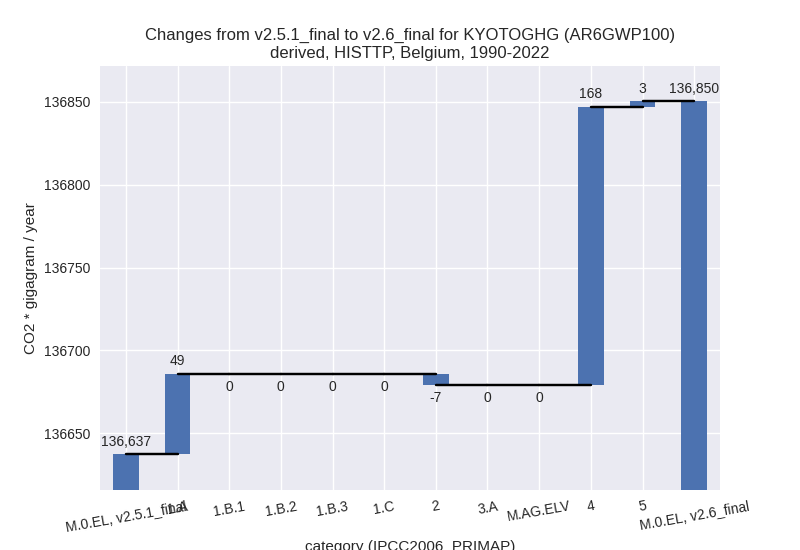 Changes from v2.5.1_final to v2.6_final for KYOTOGHG (AR6GWP100)
derived, HISTTP, Belgium, 1990-2022
CO2 * gigagram / year
136850
136800
136750
136700
136650
136,637
49
0
0
0
0
-7
0
0
168
3
136,850
M.0.EL, v2.5.1_final
1.A
1.B.1
1.B.2
1.B.3
1.C
2
3.A
M.AG.ELV
4
5
M.0.EL, v2.6_final
category (IPCC2006_PRIMAP)